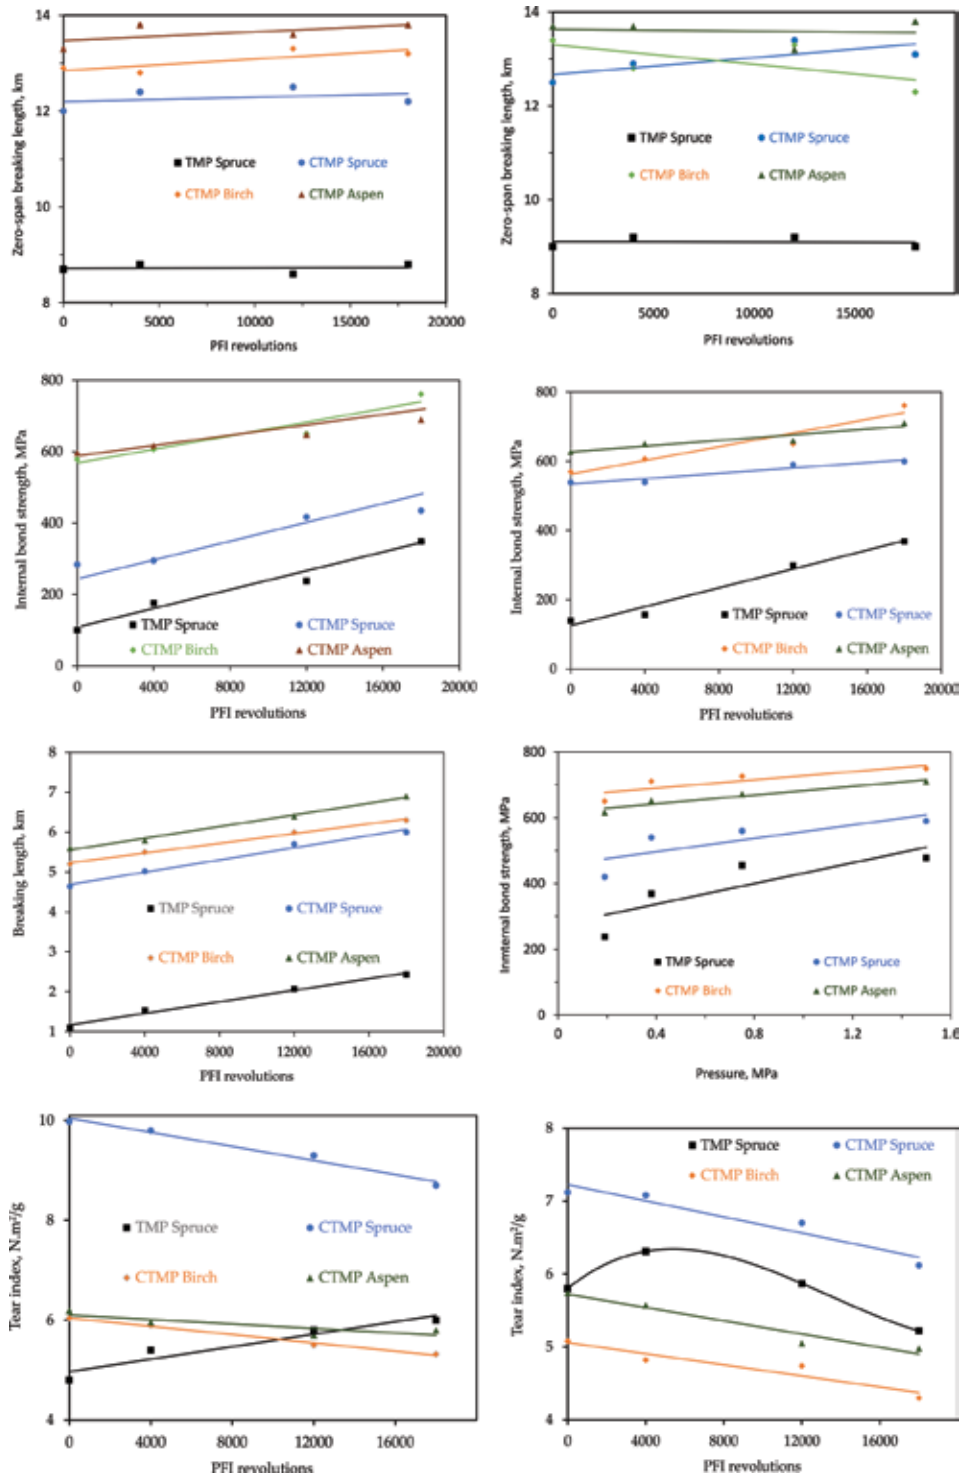 Zero-span breaking length, km
14
12
10
8
0
5000
10000
15000
20000
PFI revolutions
TMP Spruce
CTMP Spruce
CTMP Birch
CTMP Aspen
Zero-span breaking length, km
14
12
10
8
0
5000
10000
15000
PFI revolutions
TMP Spruce
CTMP Spruce
CTMP Birch
CTMP Aspen
Internal bond strength, MPa
800
600
400
200
0
0
4000
8000
12000
16000
20000
PFI revolutions
TMP Spruce
CTMP Spruce
CTMP Birch
CTMP Aspen
Internal bond strength, MPa
800
600
400
200
0
0
4000
8000
12000
16000
20000
PFI revolutions
TMP Spruce
CTMP Spruce
CTMP Birch
CTMP Aspen
Breaking length, km
8
7
6
5
4
3
2
1
0
4000
8000
12000
16000
20000
PFI revolutions
TMP Spruce
CTMP Spruce
CTMP Birch
CTMP Aspen
Inmternal bond strength, MPa
800
600
400
200
0
0
0.4
0.8
1.2
1.6
Pressure, MPa
TMP Spruce
CTMP Spruce
CTMP Birch
CTMP Aspen
Tear index, N.m²/g
10
8
6
4
0
4000
8000
12000
16000
PFI revolutions
TMP Spruce
CTMP Spruce
CTMP Birch
CTMP Aspen
Tear index, N.m²/g
8
7
6
5
4
0
4000
8000
12000
16000
PFI revolutions
TMP Spruce
CTMP Spruce
CTMP Birch
CTMP Aspen